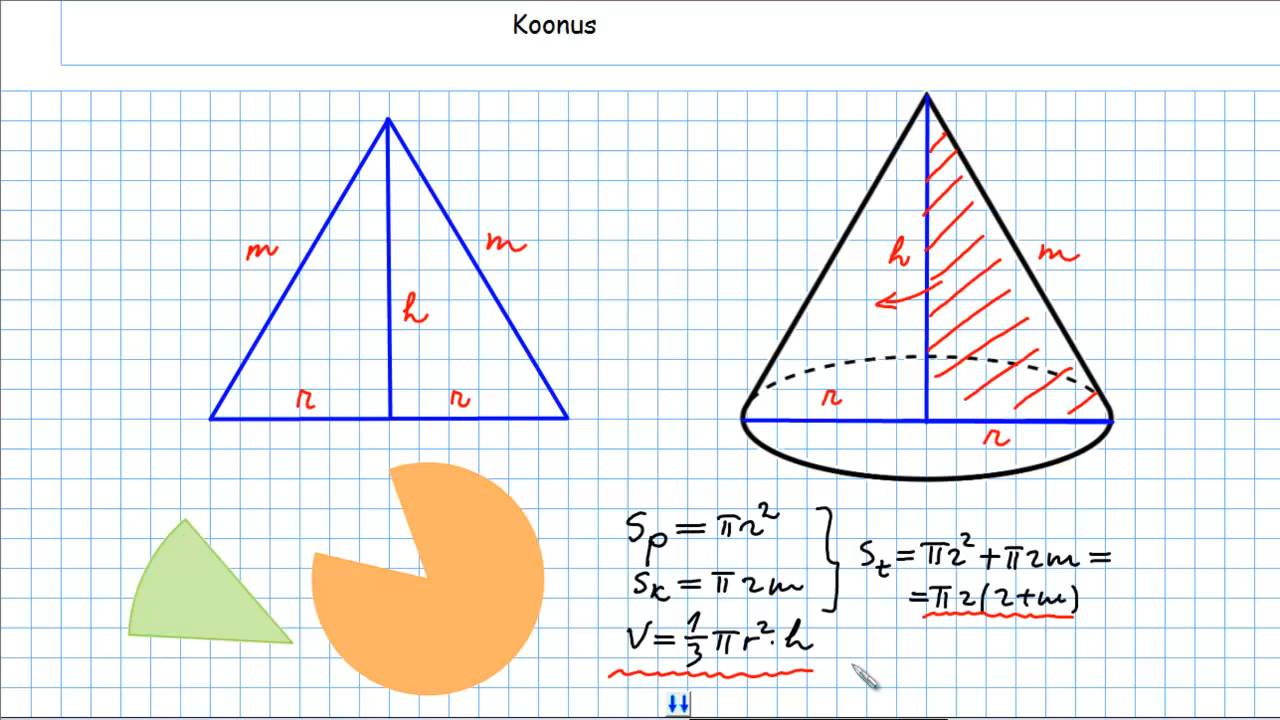 Koonus
m
m
h
r
r
h
m
r
r
Sp = πr²
Sk = πrm
V = 1/3 πr² · h
St = πr² + πrm =
= πr(r+m)